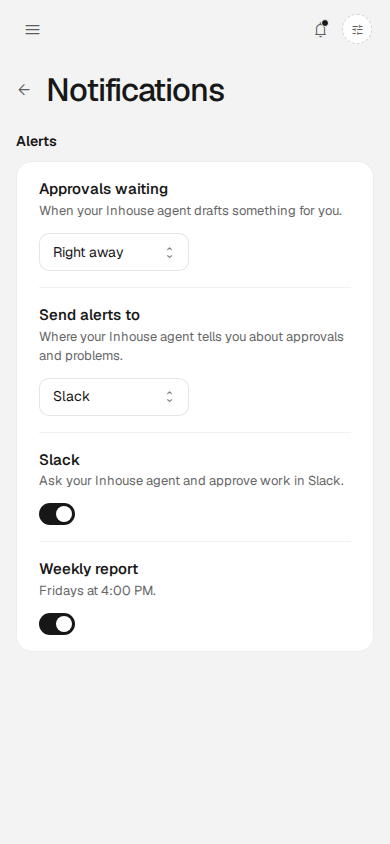 Notifications
Alerts
Approvals waiting
When your Inhouse agent drafts something for you.
Right away
Send alerts to
Where your Inhouse agent tells you about approvals
and problems.
Slack
Slack
Ask your Inhouse agent and approve work in Slack.
Weekly report
Fridays at 4:00 PM.